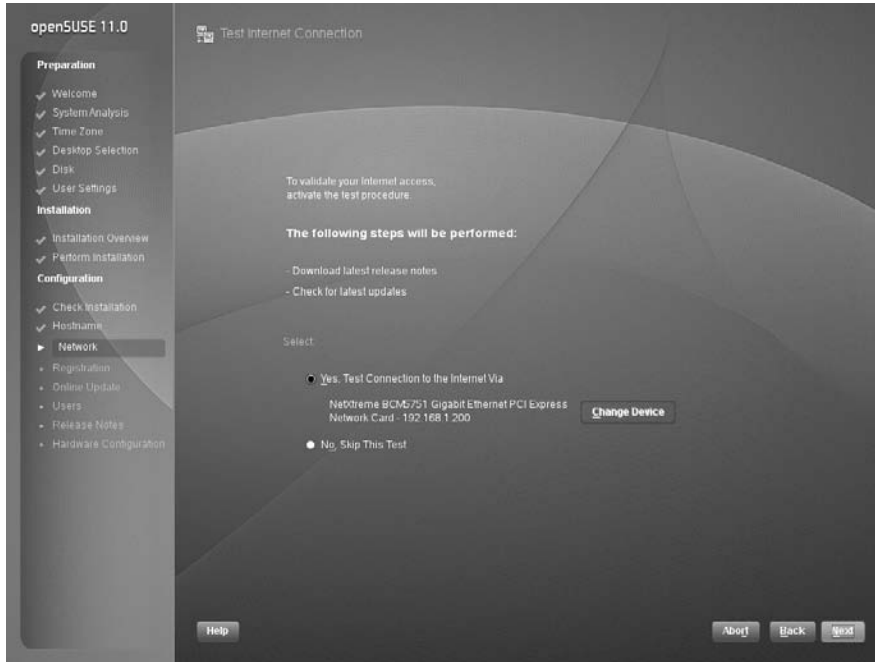 openSUSE 11.0
Preparation
Welcome
System Analysis
Time Zone
Desktop Selection
Disk
User Settings
Installation
Installation Overview
Perform Installation
Configuration
Check Installation
Hostname
Network
Registration
Online Update
Users
Release Notes
Hardware Configuration
Test Internet Connection
To validate your Internet access,
activate the test procedure.
The following steps will be performed:
- Download latest release notes
- Check for latest updates
Select:
Yes, Test Connection to the Internet Via
NetXtreme BCM5751 Gigabit Ethernet PCI Express
Network Card - 192.168.1.200
Change Device
No, Skip This Test
Help
Abort
Back
Next